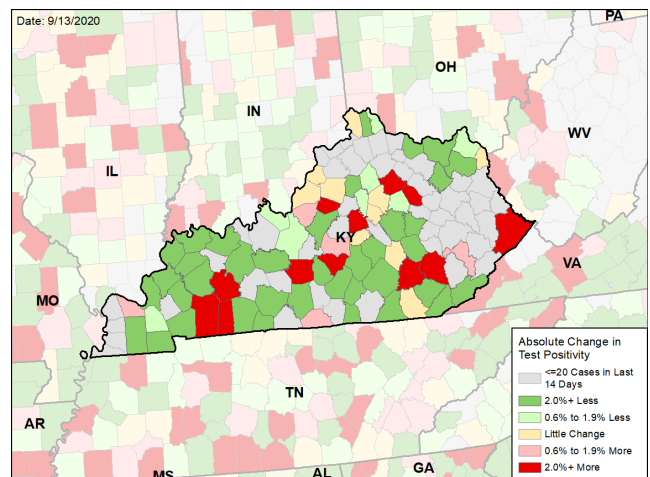 Date: 9/13/2020
PA
OH
IN
WV
IL
KY
VA
MO
TN
AR
MS
AL
GA
Absolute Change in
Test Positivity
<=20 Cases in Last
14 Days
2.0%+ Less
0.6% to 1.9% Less
Little Change
0.6% to 1.9% More
2.0%+ More